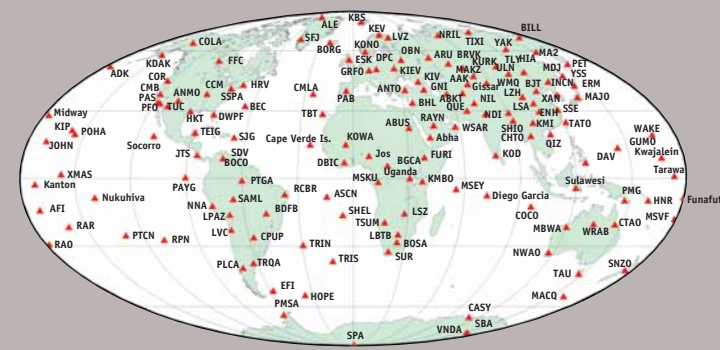 ALE
KBS
KEV
BILL
COLA
SFJ
BORG
KONO
LVZ
NRIL
TIXI
YAK
MA2
KDAK
FFC
ESK
DPC
OBN
ARU
BRVK
KURK
TLY
HIA
PET
ADK
COR
GRFO
KIEV
MAKZ
ULN
MDJ
YSS
CMB
ANMO
CCM
HRV
KIV
AAK
WMQ
BJT
INCN
ERM
PAS
SSPA
CMLA
PAB
ANTO
GNI
Gissar
LZH
XAN
MAJO
PFO
TUC
BEC
BHL
ABKT
NIL
LSA
ENH
SSE
Midway
HKT
DWPF
TBT
QUE
NDI
KMI
TATO
KIP
POHA
TEIG
SJG
ABUS
RAYN
WSAR
SHIO
WAKE
JOHN
Socorro
Cape Verde Is.
KOWA
Abha
CHTO
QIZ
GUMO
JTS
SDV
BOCO
DBIC
Jos
BGCA
FURI
KOD
DAV
Kwajalein
XMAS
Uganda
Tarawa
Kanton
PAYG
PTGA
MSKU
KMBO
MSEY
Sulawesi
Nukuhiva
RCBR
ASCN
Diego Garcia
PMG
HNR
Funafuti
AFI
NNA
SAML
LPAZ
BDFB
SHEL
TSUM
LSZ
COCO
MSVF
RAR
LVC
MBWA
WRAB
CTAO
RAO
PTCN
RPN
CPUP
TRIN
LBTB
BOSA
SUR
NWAO
PLCA
TRQA
TRIS
TAU
SNZO
EFI
HOPE
MACQ
PMSA
CASY
VNDA
SBA
SPA